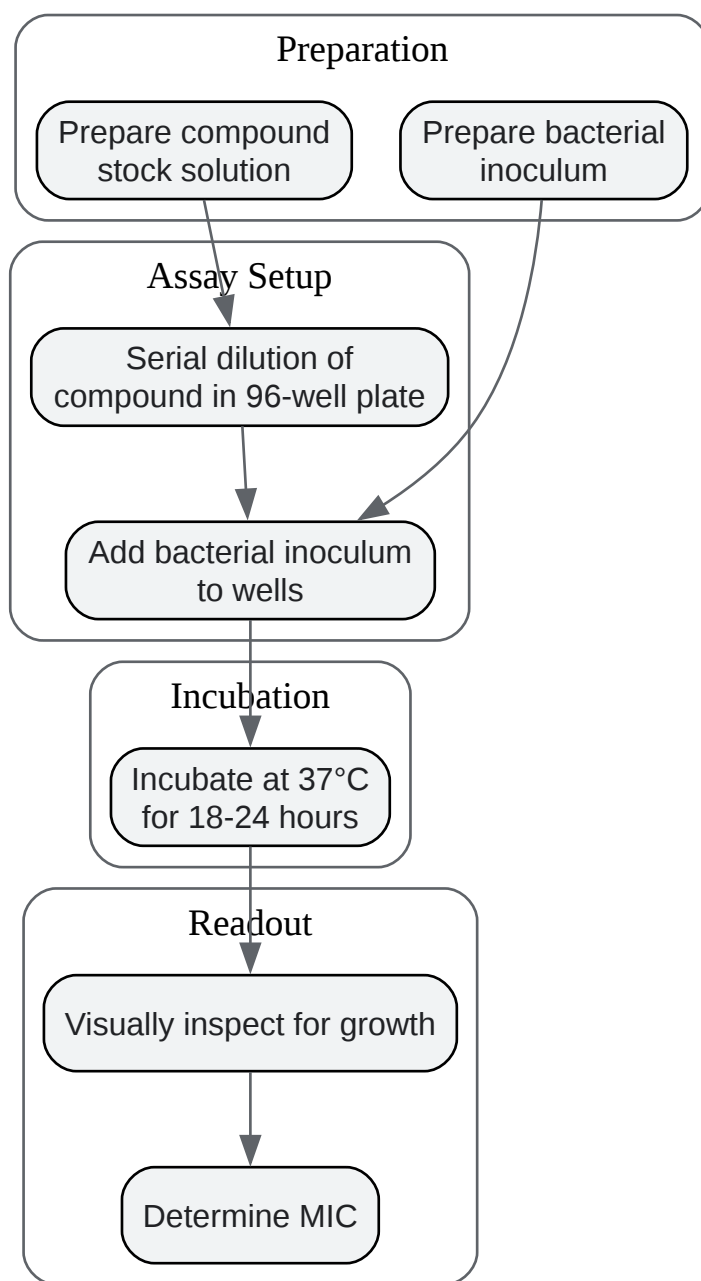 Preparation
Prepare compound
stock solution
Prepare bacterial
inoculum
Assay Setup
Serial dilution of
compound in 96-well plate
Add bacterial inoculum
to wells
Incubation
Incubate at 37°C
for 18-24 hours
Readout
Visually inspect for growth
Determine MIC